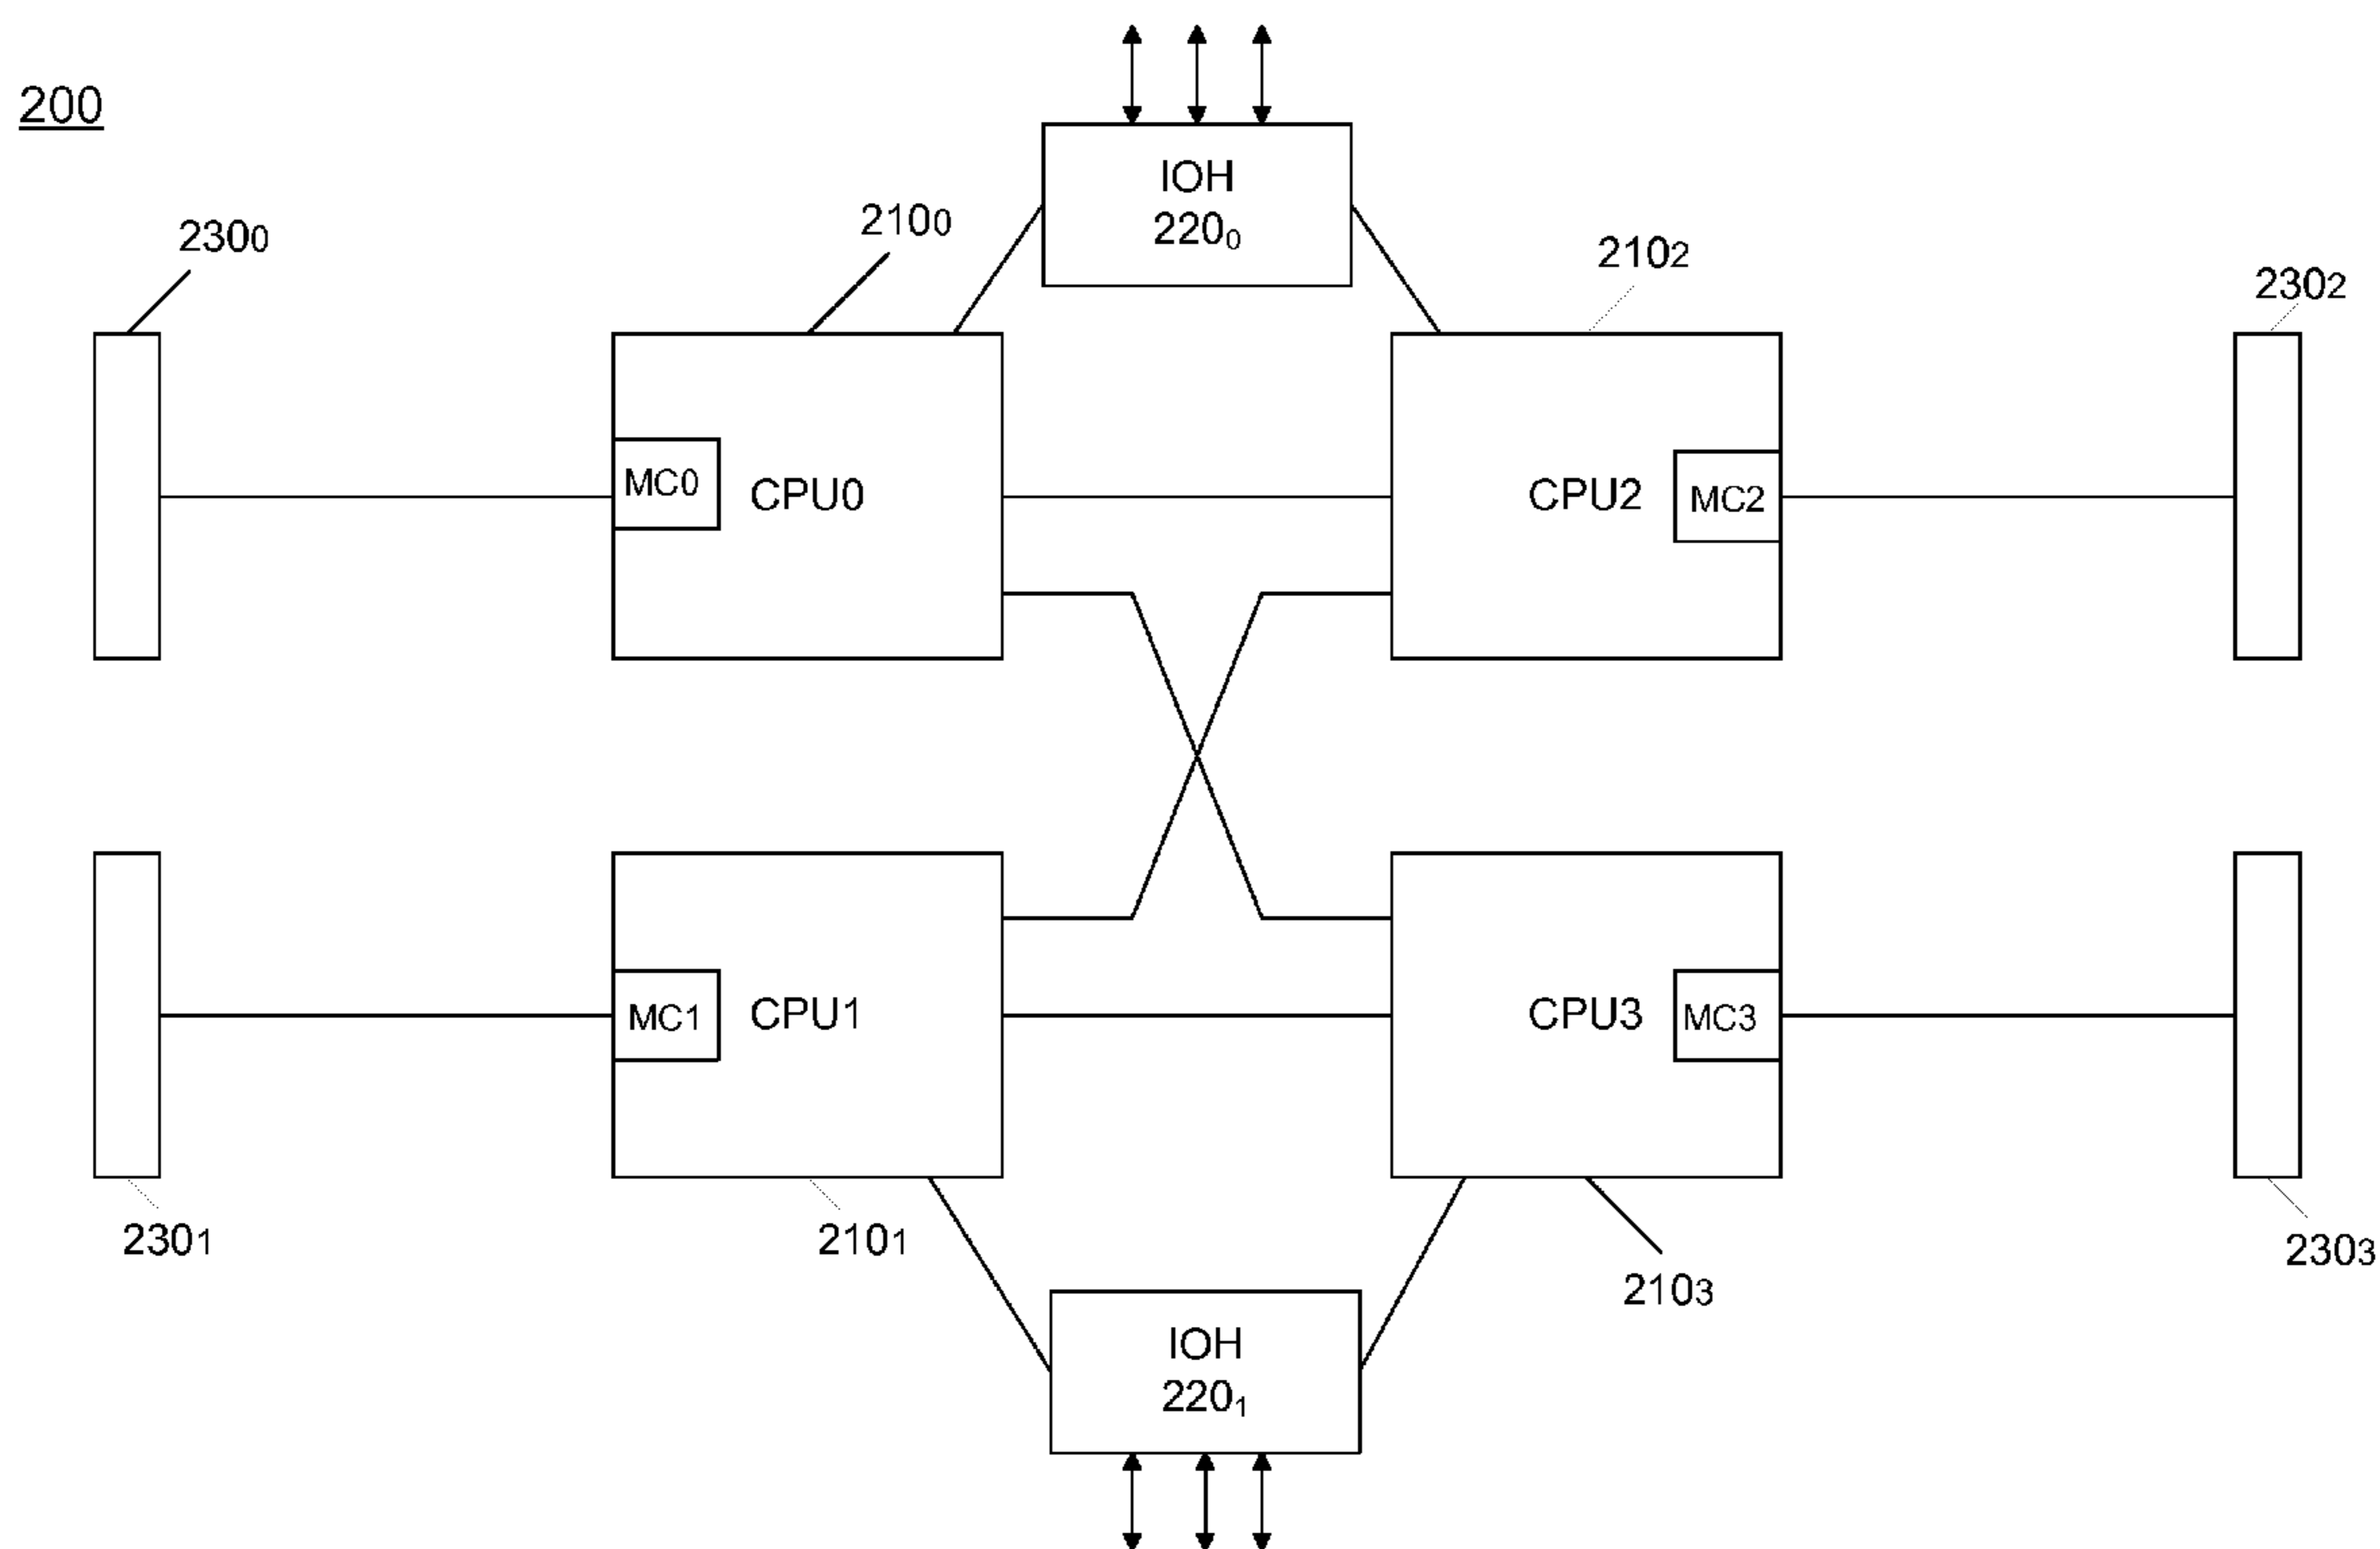 200
IOH
220₀
210₀
230₀
210₂
230₂
MC0
CPU0
CPU2
MC2
MC1
CPU1
CPU3
MC3
230₁
210₁
230₃
210₃
IOH
220₁